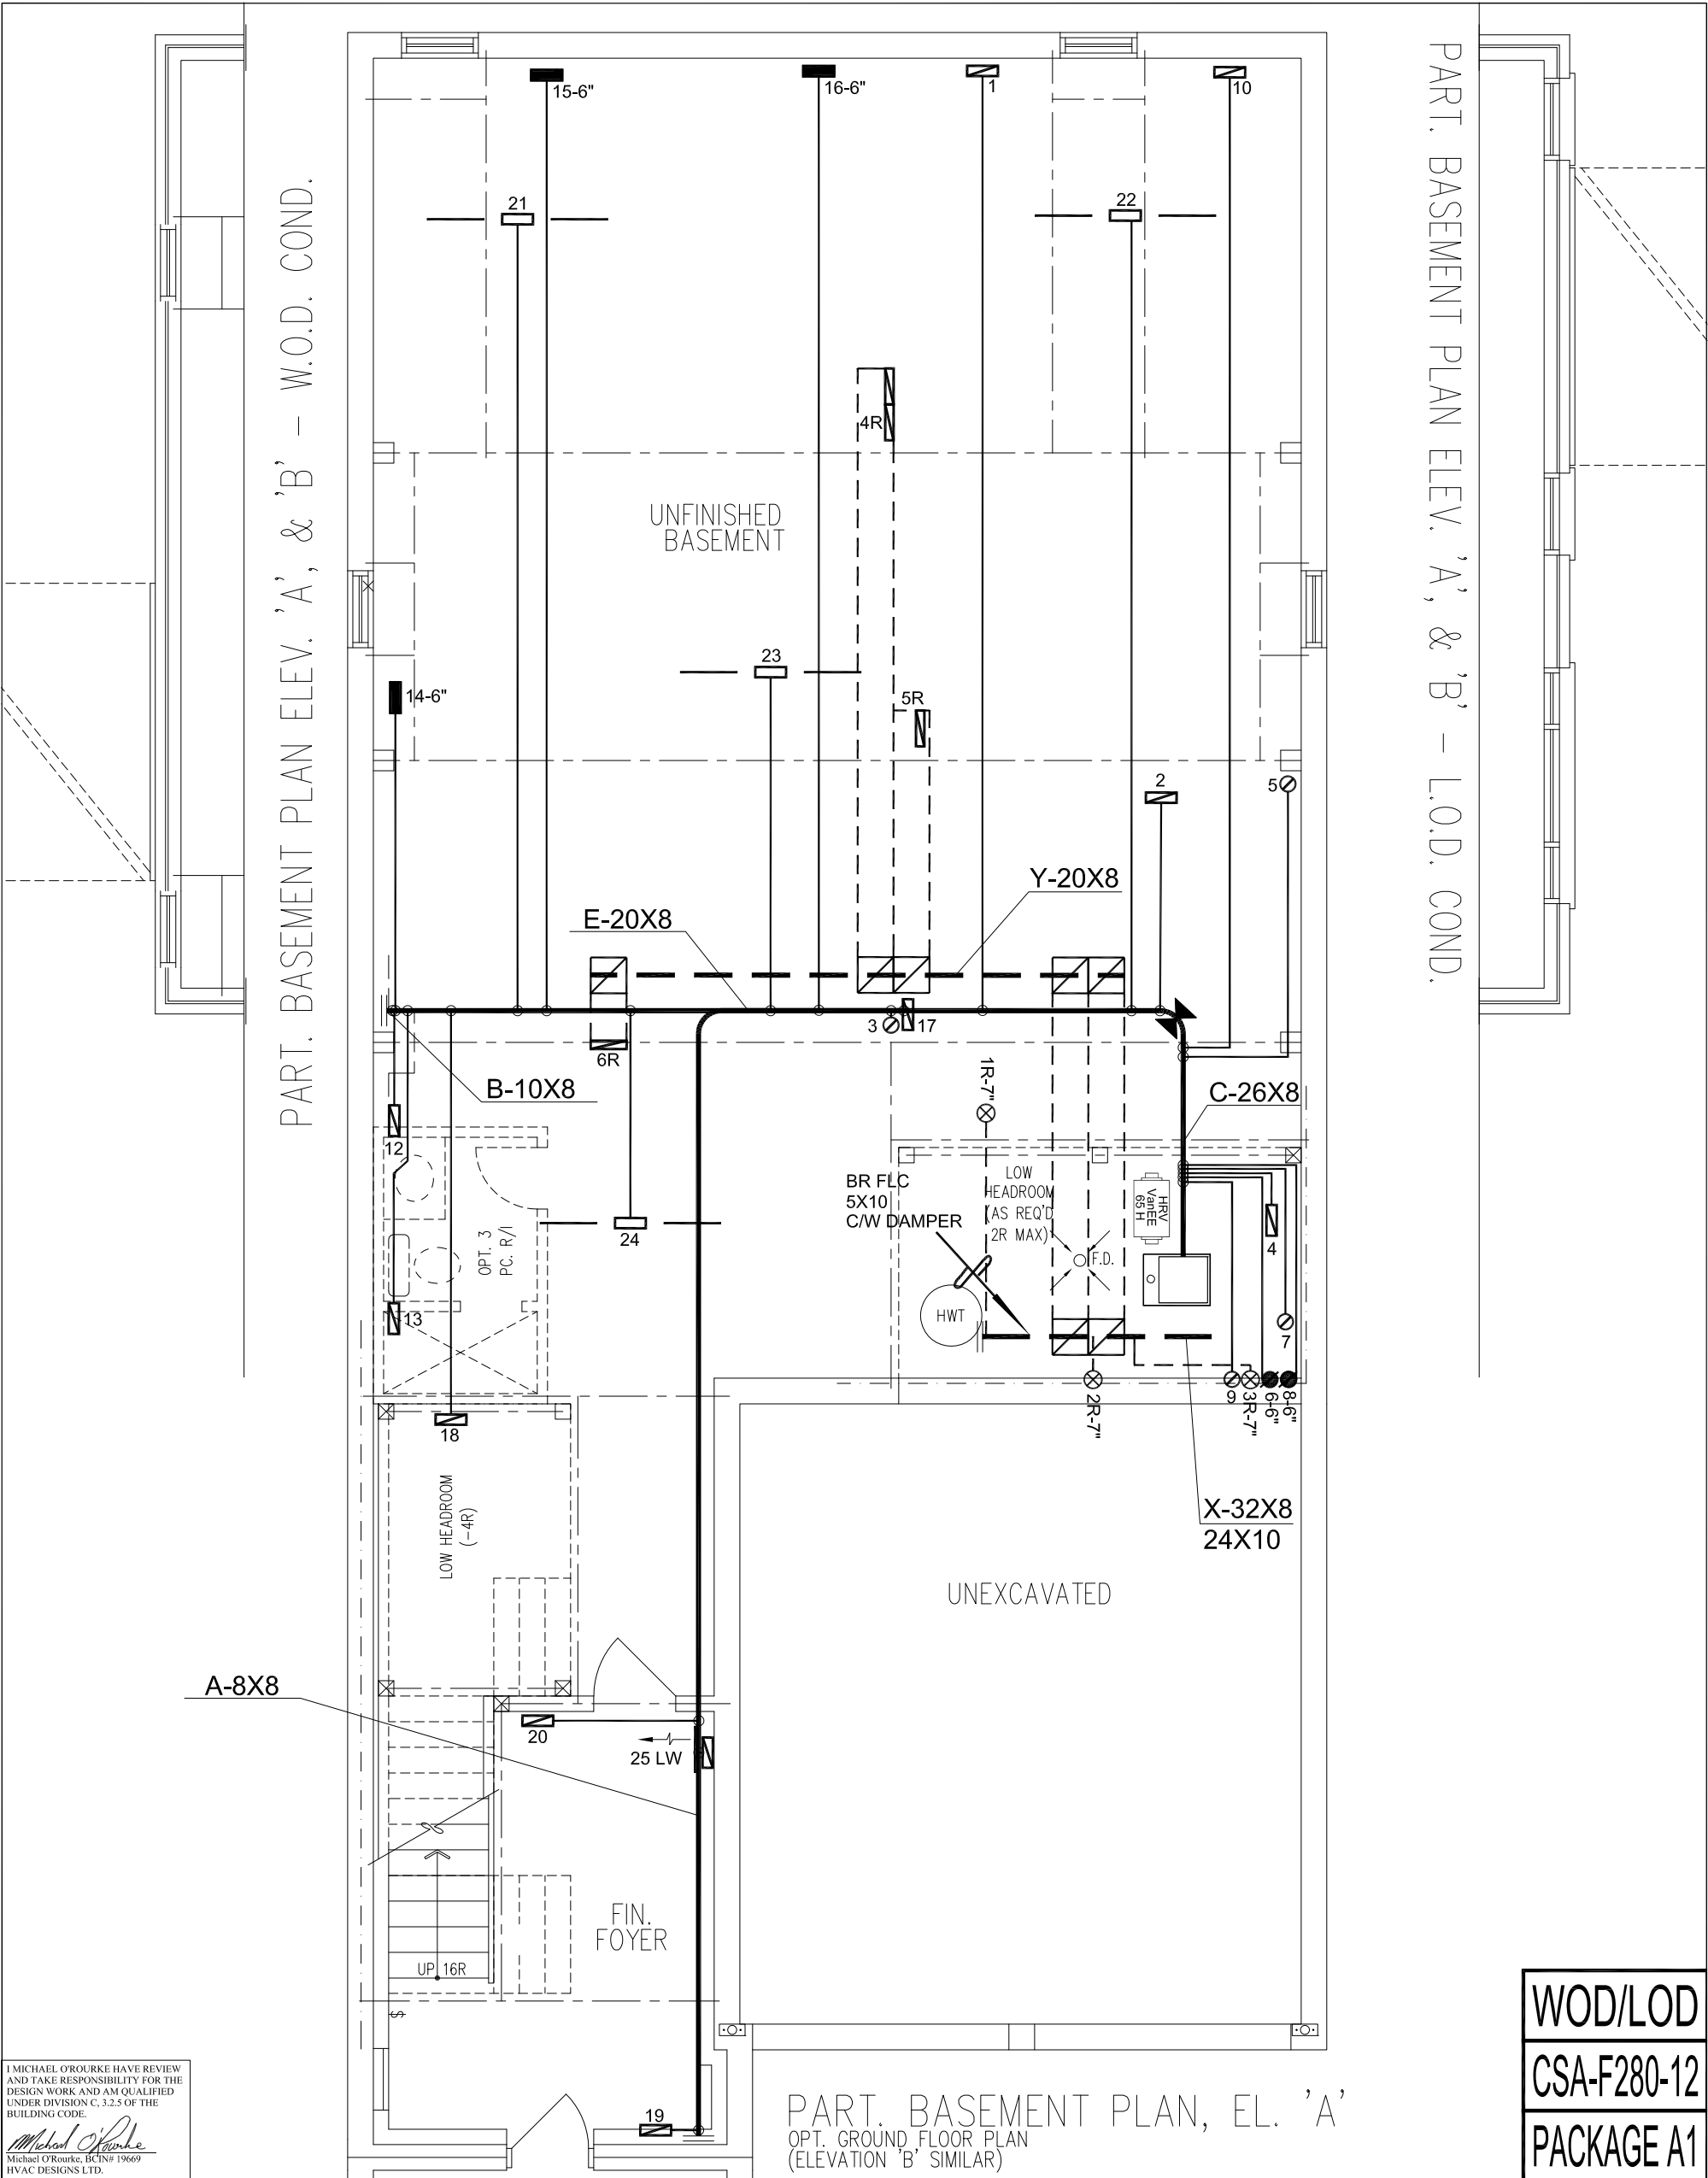 15-6"
16-6"
1
10
21
22
PART. BASEMENT PLAN ELEV. 'A', & 'B' - W.O.D. COND.
PART. BASEMENT PLAN ELEV. 'A', & 'B' - L.O.D. COND.
4R
UNFINISHED
BASEMENT
23
14-6"
5R
2
5
Y-20X8
E-20X8
3
17
6R
1R-7"
B-10X8
C-26X8
12
BR FLC
5X10
C/W DAMPER
LOW
HEADROOM
(AS REQ'D
2R MAX)
HRV
VanEE
65 H
OPT. 3
PC. R/I
24
4
F.D.
HWT
13
7
9
3R-7"
6-6"
8-6"
2R-7"
18
LOW HEADROOM
(-4R)
X-32X8
24X10
UNEXCAVATED
A-8X8
20
25 LW
FIN.
FOYER
UP 16R
S
19
WOD/LOD
CSA-F280-12
PACKAGE A1
PART. BASEMENT PLAN, EL. 'A'
OPT. GROUND FLOOR PLAN
(ELEVATION 'B' SIMILAR)
I MICHAEL O'ROURKE HAVE REVIEW
AND TAKE RESPONSIBILITY FOR THE
DESIGN WORK AND AM QUALIFIED
UNDER DIVISION C, 3.2.5 OF THE
BUILDING CODE.
Michael O'Rourke
Michael O'Rourke, BCIN# 19669
HVAC DESIGNS LTD.